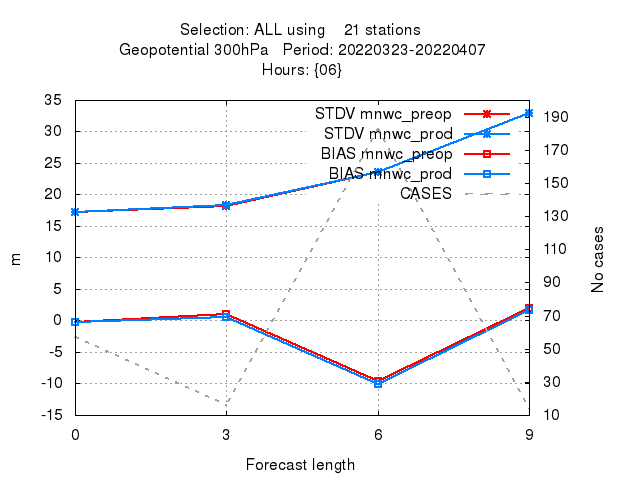 Selection: ALL using    21 stations
Geopotential 300hPa   Period: 20220323-20220407
Hours: {06}
STDV mnwc_preop
STDV mnwc_prod
BIAS mnwc_preop
BIAS mnwc_prod
CASES
35
30
25
20
15
10
5
0
-5
-10
-15
m
190
170
150
130
110
90
70
50
30
10
No cases
0 3 6 9
Forecast length